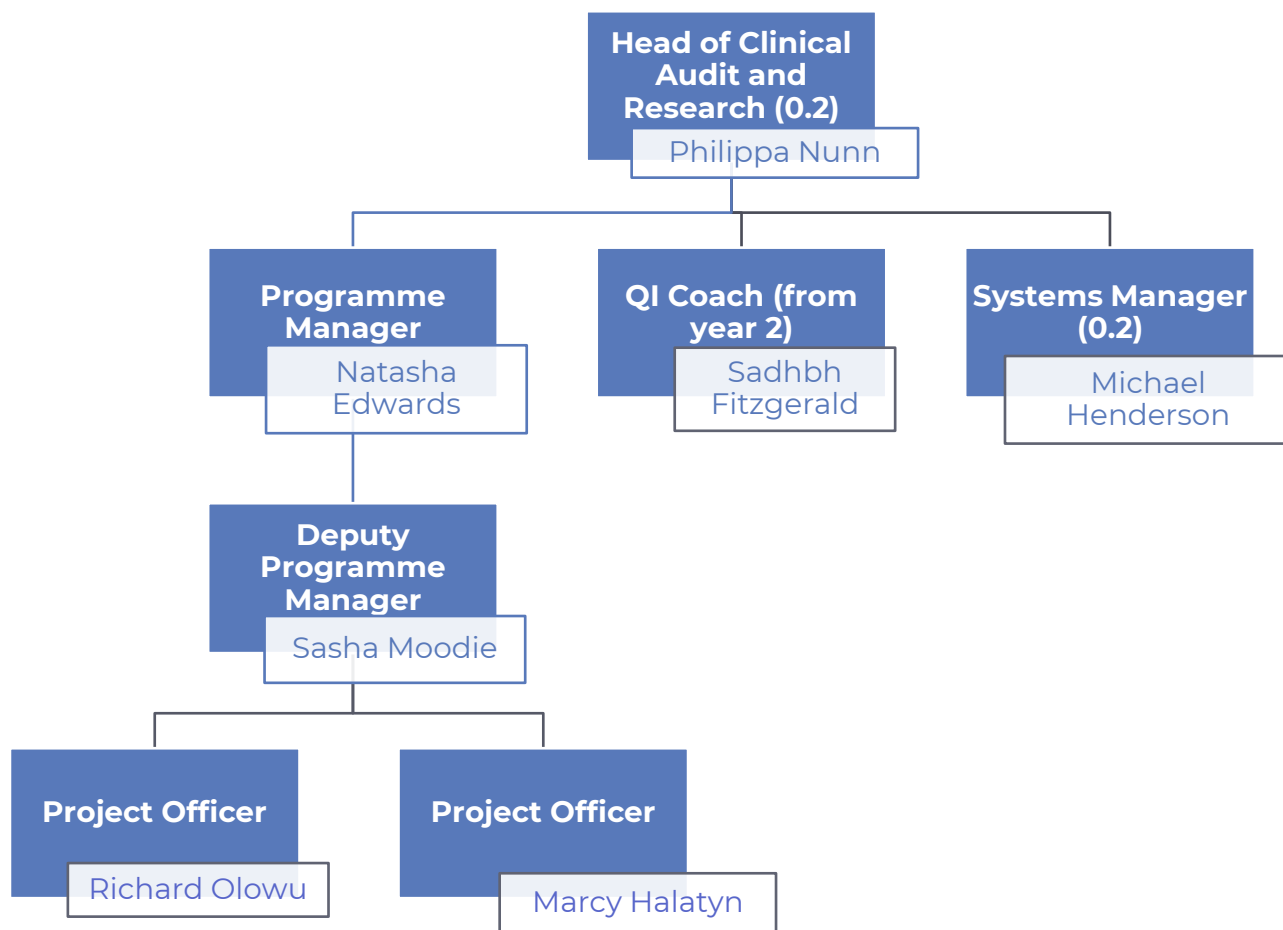 Head of Clinical
Audit and
Research (0.2)
Philippa Nunn
Programme
Manager
Natasha
Edwards
QI Coach (from
year 2)
Sadhbh
Fitzgerald
Systems Manager
(0.2)
Michael
Henderson
Deputy
Programme
Manager
Sasha Moodie
Project Officer
Richard Olowu
Project Officer
Marcy Halatyn